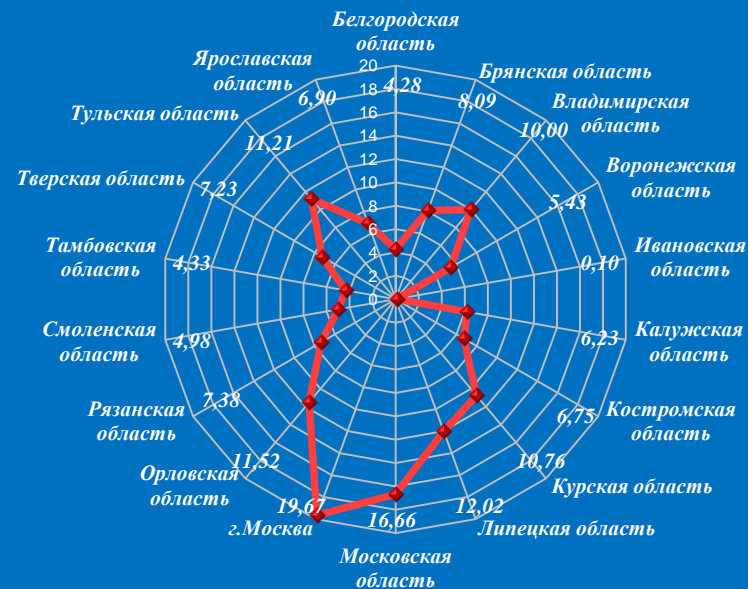 Белгородская
область
4,28
Брянская область
8,09
Владимирская
область
10,00
Воронежская
область
5,43
Ивановская
область
0,10
Калужская
область
6,23
Костромская
область
6,75
Курская область
10,76
Липецкая область
12,02
Московская
область
16,66
г.Москва
19,67
Орловская
область
11,52
Рязанская
область
7,38
Смоленская
область
4,98
Тамбовская
область
4,33
Тверская область
7,23
Тульская область
11,21
Ярославская
область
6,90
20
18
16
14
12
10
8
6
4
2
0